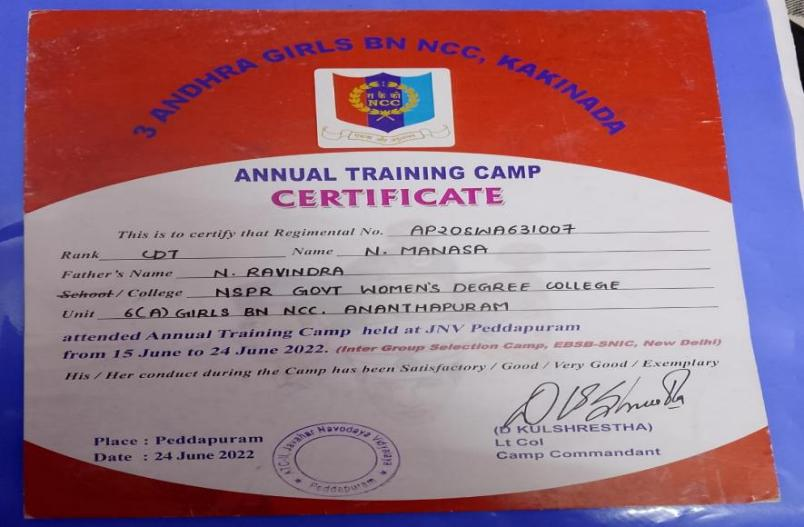 3 ANDHRA GIRLS BN NCC, KAKINADA
NCC
ANNUAL TRAINING CAMP
CERTIFICATE
This is to certify that Regimental No. AP20SWA631007
Rank CDT Name N. MANASA
Father's Name N. RAVINDRA
School / College NSPR GOVT WOMEN'S DEGREE COLLEGE
Unit 6(A) GIRLS BN NCC. ANANTHAPURAM
attended Annual Training Camp held at JNV Peddapuram
from 15 June to 24 June 2022. (Inter Group Selection Camp, EBSB-SNIC, New Delhi)
His / Her conduct during the Camp has been Satisfactory / Good / Very Good / Exemplary
(D KULSHRESTHA)
Place : Peddapuram
Lt Col
Date : 24 June 2022
Camp Commandant
Jawahar Navodaya Vidyalaya
Peddapuram